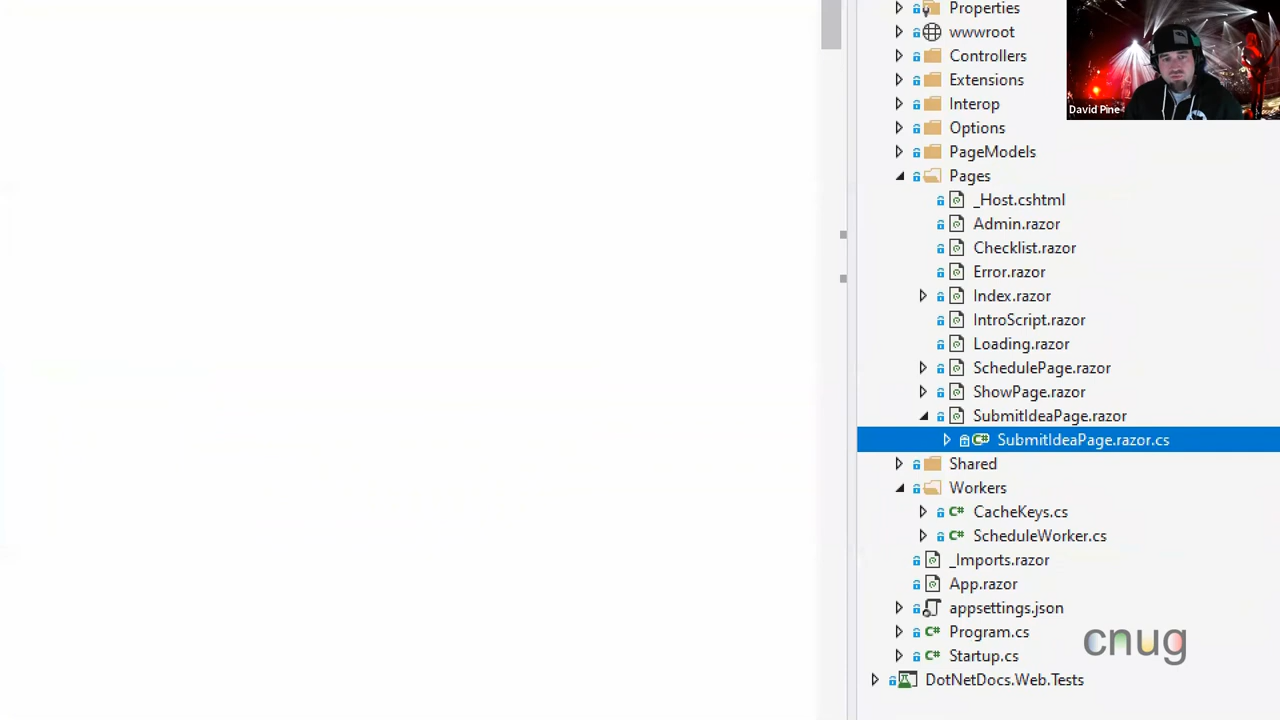 Properties
wwwroot
Controllers
Extensions
Interop
David Pine
Options
PageModels
Pages
_Host.cshtml
Admin.razor
Checklist.razor
Error.razor
Index.razor
IntroScript.razor
Loading.razor
SchedulePage.razor
ShowPage.razor
SubmitIdeaPage.razor
C# SubmitIdeaPage.razor.cs
Shared
Workers
C# CacheKeys.cs
C# ScheduleWorker.cs
_Imports.razor
App.razor
appsettings.json
C# Program.cs
cnug
C# Startup.cs
DotNetDocs.Web.Tests